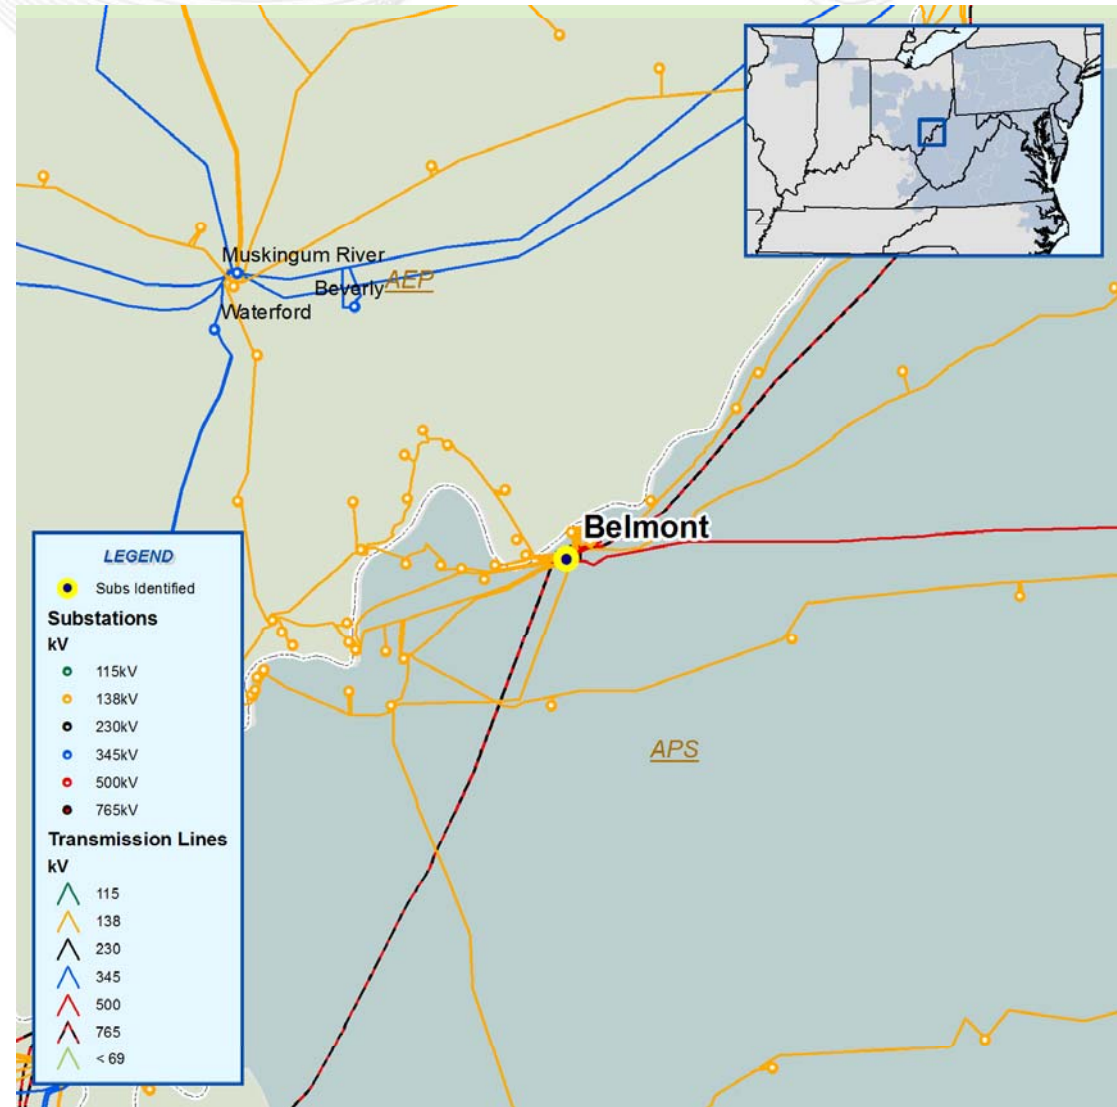 Muskingum River
AEP
Beverly
Waterford
Belmont
APS
LEGEND
Subs Identified
Substations
kV
115kV
138kV
230kV
345kV
500kV
765kV
Transmission Lines
kV
115
138
230
345
500
765
< 69